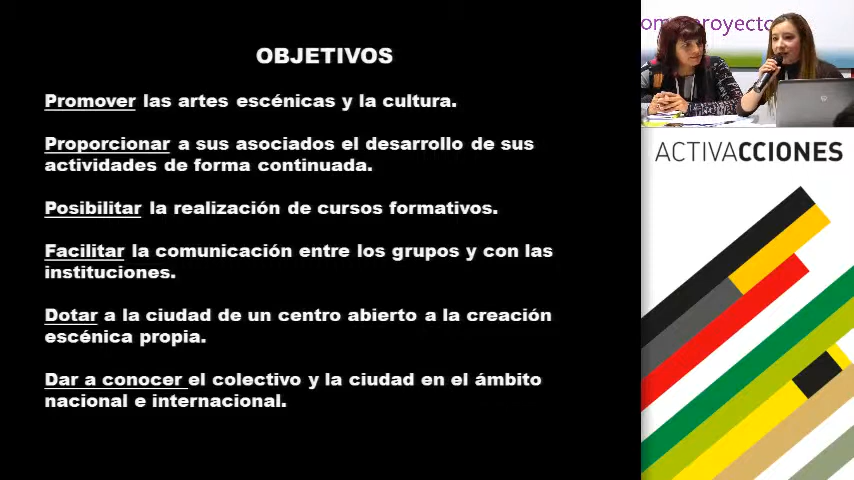 OBJETIVOS
Promover las artes escénicas y la cultura.
Proporcionar a sus asociados el desarrollo de sus
actividades de forma continuada.
Posibilitar la realización de cursos formativos.
Facilitar la comunicación entre los grupos y con las
instituciones.
Dotar a la ciudad de un centro abierto a la creación
escénica propia.
Dar a conocer el colectivo y la ciudad en el ámbito
nacional e internacional.
ACTIVACCIONES